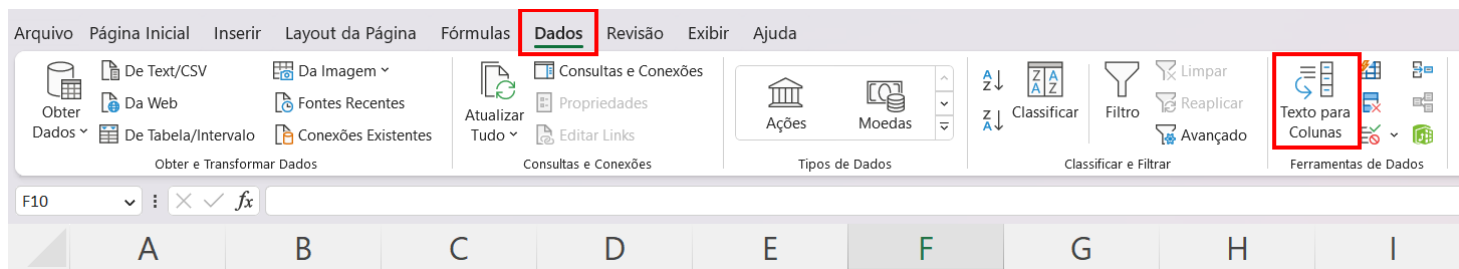 Arquivo Página Inicial Inserir Layout da Página Fórmulas Dados Revisão Exibir Ajuda
Obter Dados
De Text/CSV
Da Web
De Tabela/Intervalo
Da Imagem
Fontes Recentes
Conexões Existentes
Obter e Transformar Dados
Atualizar Tudo
Consultas e Conexões
Propriedades
Editar Links
Consultas e Conexões
Ações
Moedas
Tipos de Dados
Classificar
Filtro
Limpar
Reaplicar
Avançado
Classificar e Filtrar
Texto para Colunas
Ferramentas de Dados
F10 fx
A B C D E F G H I